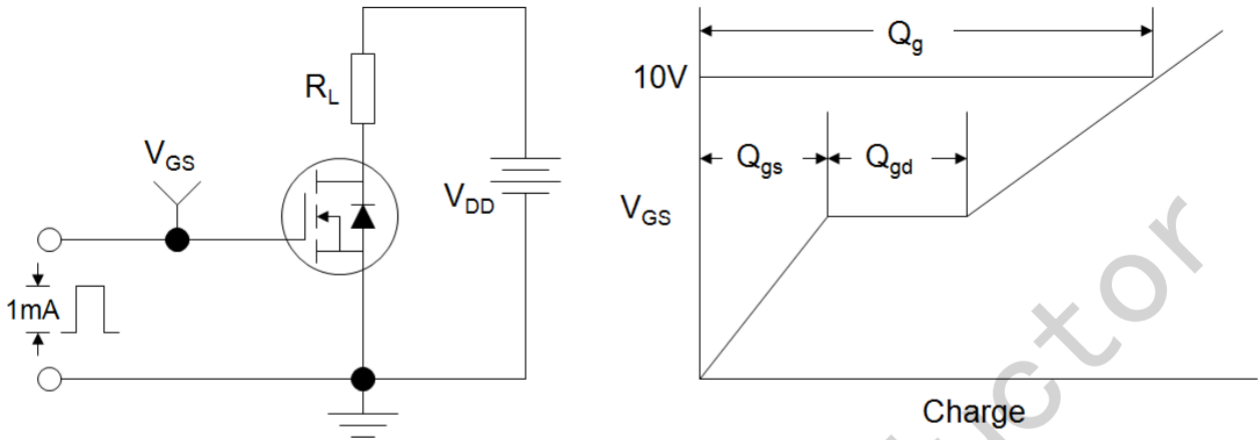 R_L
V_GS
V_DD
1mA
Q_g
10V
Q_gs
Q_gd
V_GS
Charge